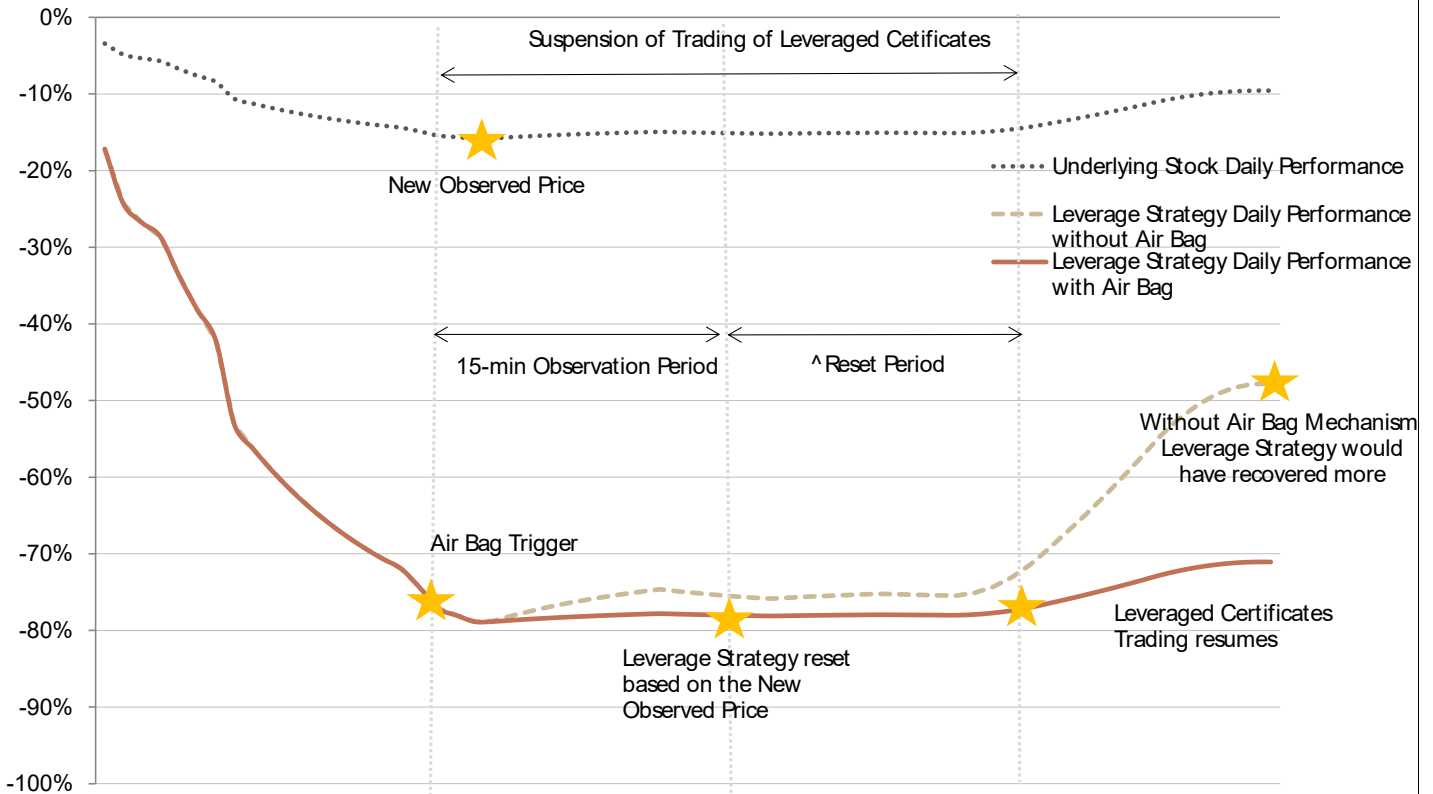 0%
Suspension of Trading of Leveraged Cetificates
-10%
-20%
New Observed Price
Underlying Stock Daily Performance
Leverage Strategy Daily Performance
without Air Bag
Leverage Strategy Daily Performance
with Air Bag
-30%
-40%
15-min Observation Period
^Reset Period
-50%
Without Air Bag Mechanism
Leverage Strategy would
have recovered more
-60%
Air Bag Trigger
-70%
-80%
Leveraged Certificates
Trading resumes
Leverage Strategy reset
based on the New
Observed Price
-90%
-100%